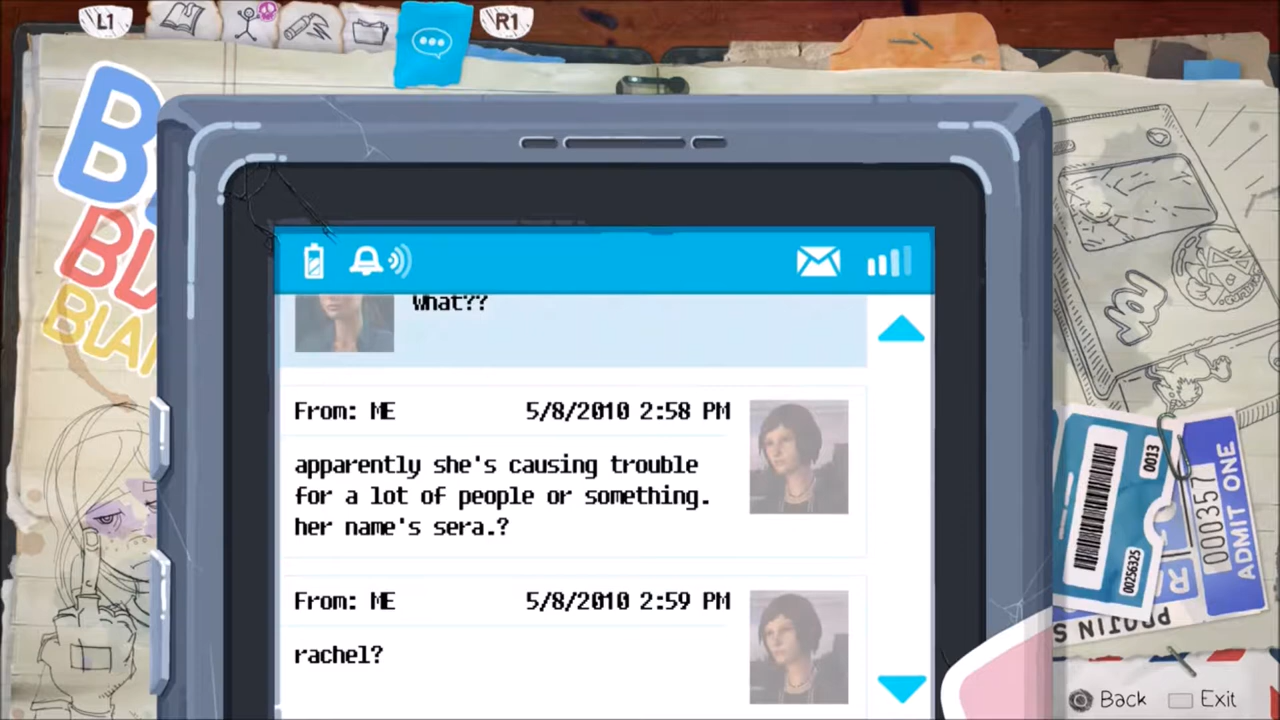 L1
R1
What??
From: ME 5/8/2010 2:58 PM
apparently she's causing trouble
for a lot of people or something.
her name's sera.?
From: ME 5/8/2010 2:59 PM
rachel?
0013
00256325
000357
ADMIT ONE
Back
Exit